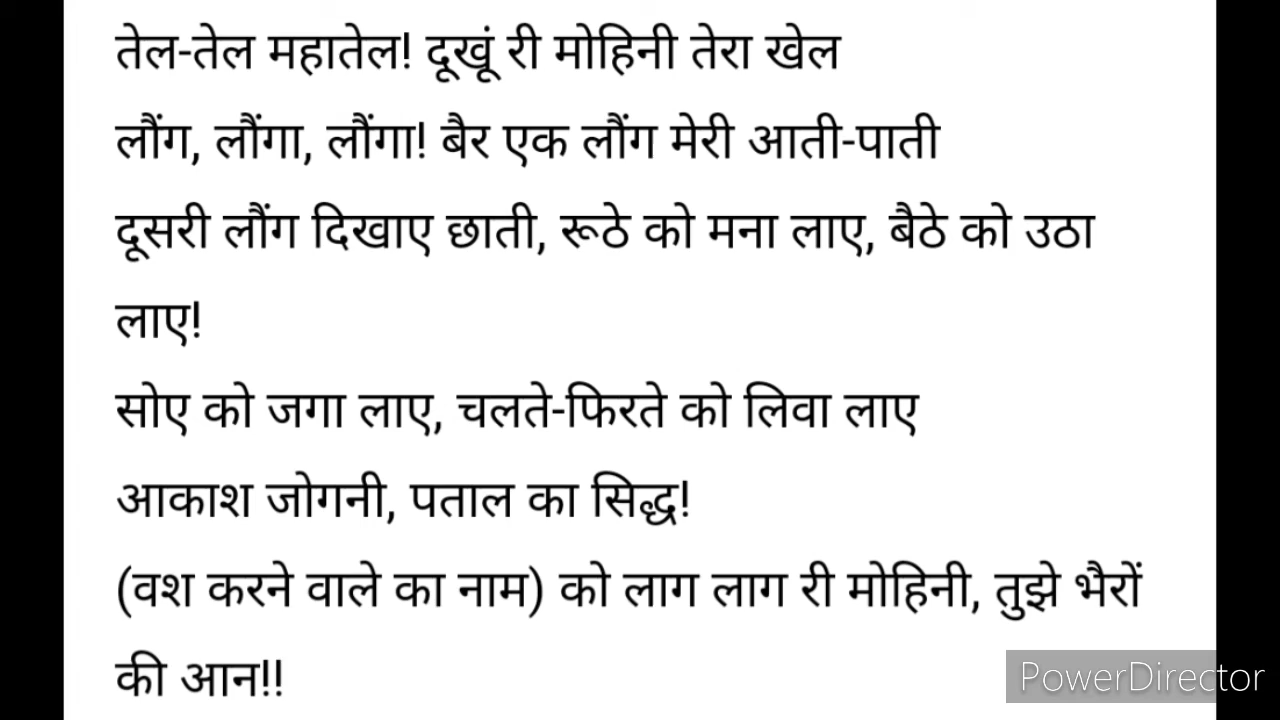 तेल-तेल महातेल! दूखूं री मोहिनी तेरा खेल
लौंग, लौंगा, लौंगा! बैर एक लौंग मेरी आती-पाती
दूसरी लौंग दिखाए छाती, रूठे को मना लाए, बैठे को उठा
लाए!
सोए को जगा लाए, चलते-फिरते को लिवा लाए
आकाश जोगनी, पताल का सिद्ध!
(वश करने वाले का नाम) को लाग लाग री मोहिनी, तुझे भैरों
की आन!!
PowerDirector